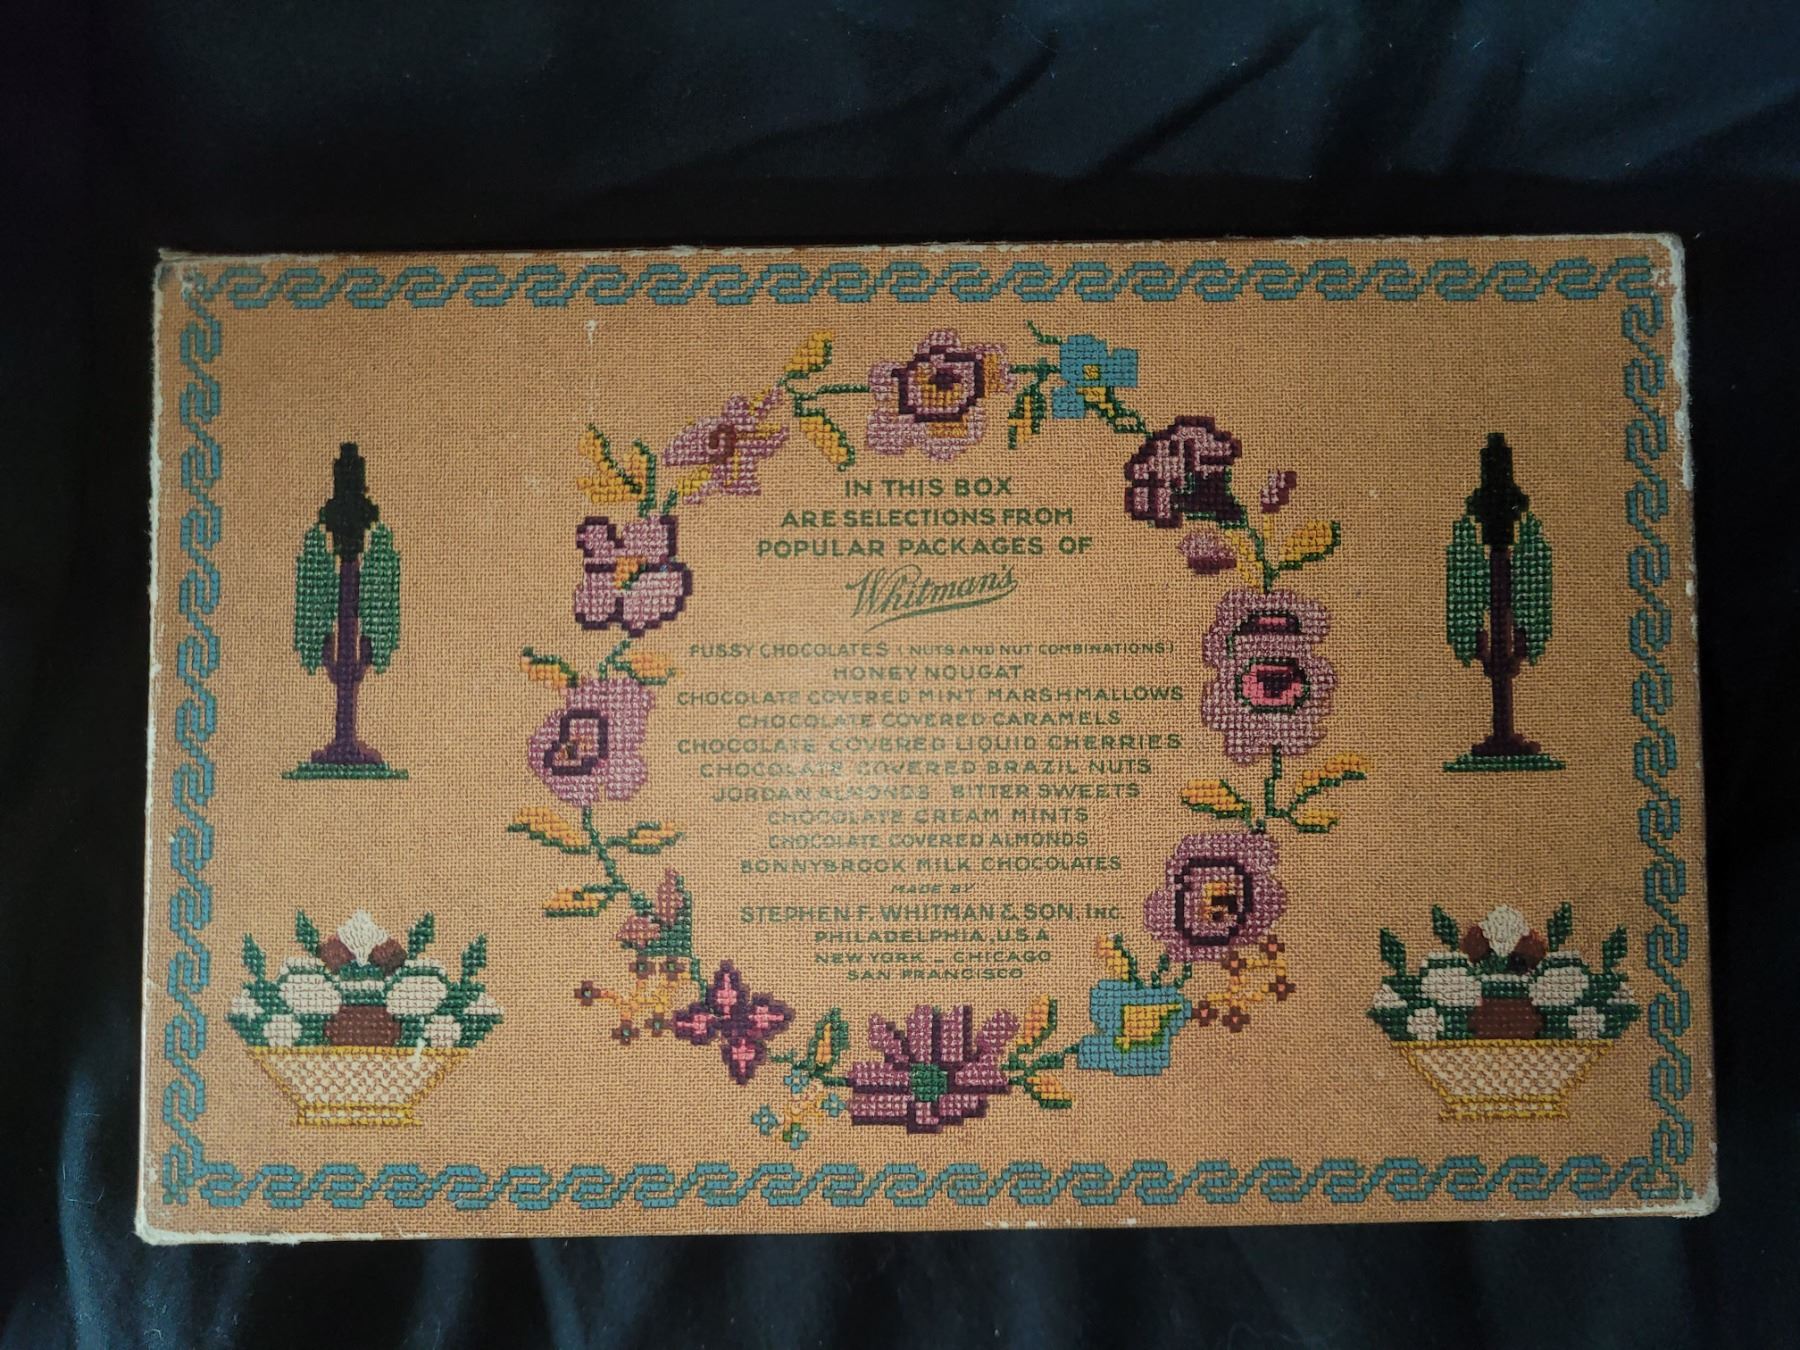 IN THIS BOX
ARE SELECTIONS FROM
POPULAR PACKAGES OF
Whitman's
FUSSY CHOCOLATES (NUTS AND NUT COMBINATIONS)
HONEY NOUGAT
CHOCOLATE COVERED MINT MARSHMALLOWS
CHOCOLATE COVERED CARAMELS
CHOCOLATE COVERED LIQUID CHERRIES
CHOCOLATE COVERED BRAZIL NUTS
JORDAN ALMONDS BITTER SWEETS
CHOCOLATE CREAM MINTS
CHOCOLATE COVERED ALMONDS
BONNYBROOK MILK CHOCOLATES
MADE BY
STEPHEN F. WHITMAN & SON, INC.
PHILADELPHIA, U.S.A
NEW YORK - CHICAGO
SAN FRANCISCO